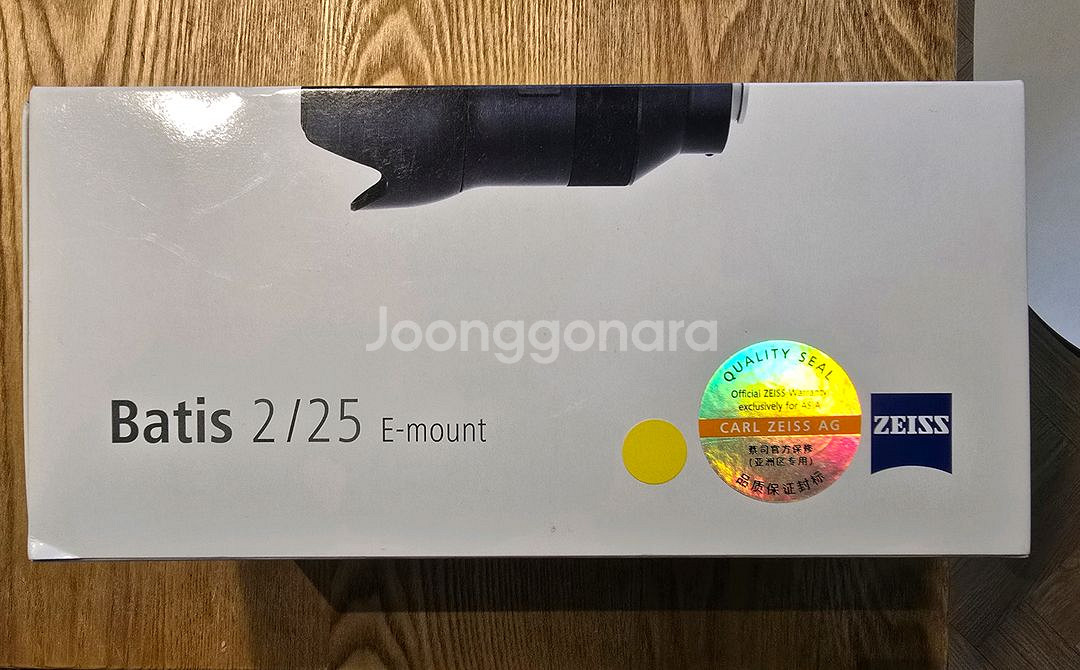 Joonggonara
Batis 2/25 E-mount
QUALITY SEAL
Official ZEISS Warranty
exclusively for ASIA
CARL ZEISS AG
蔡司官方保修
(亚洲区专用)
品质保证封标
ZEISS